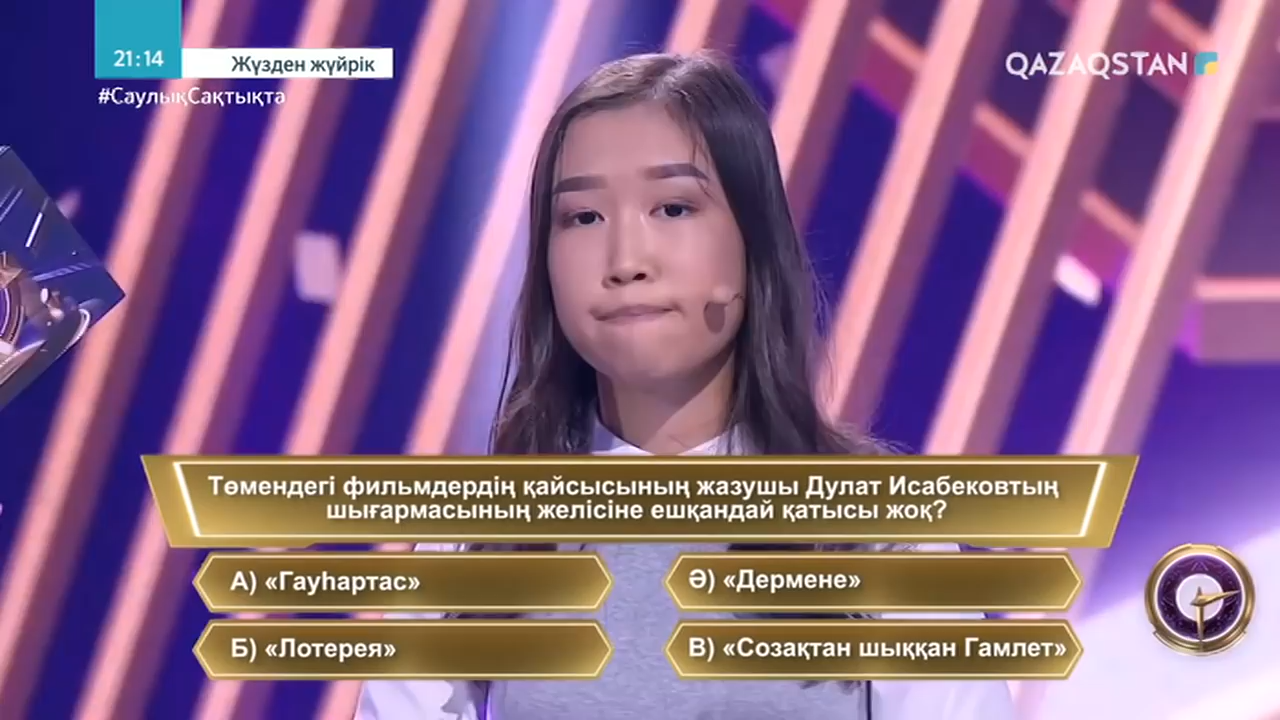 21:14
Жүзден жүйрік
QAZAQSTAN
#СаулықСақтықта
Төмендегі фильмдердің қайсысының жазушы Дулат Исабековтың
шығармасының желісіне ешқандай қатысы жоқ?
А) «Гауһартас»
Ә) «Дермене»
Б) «Лотерея»
В) «Созақтан шыққан Гамлет»